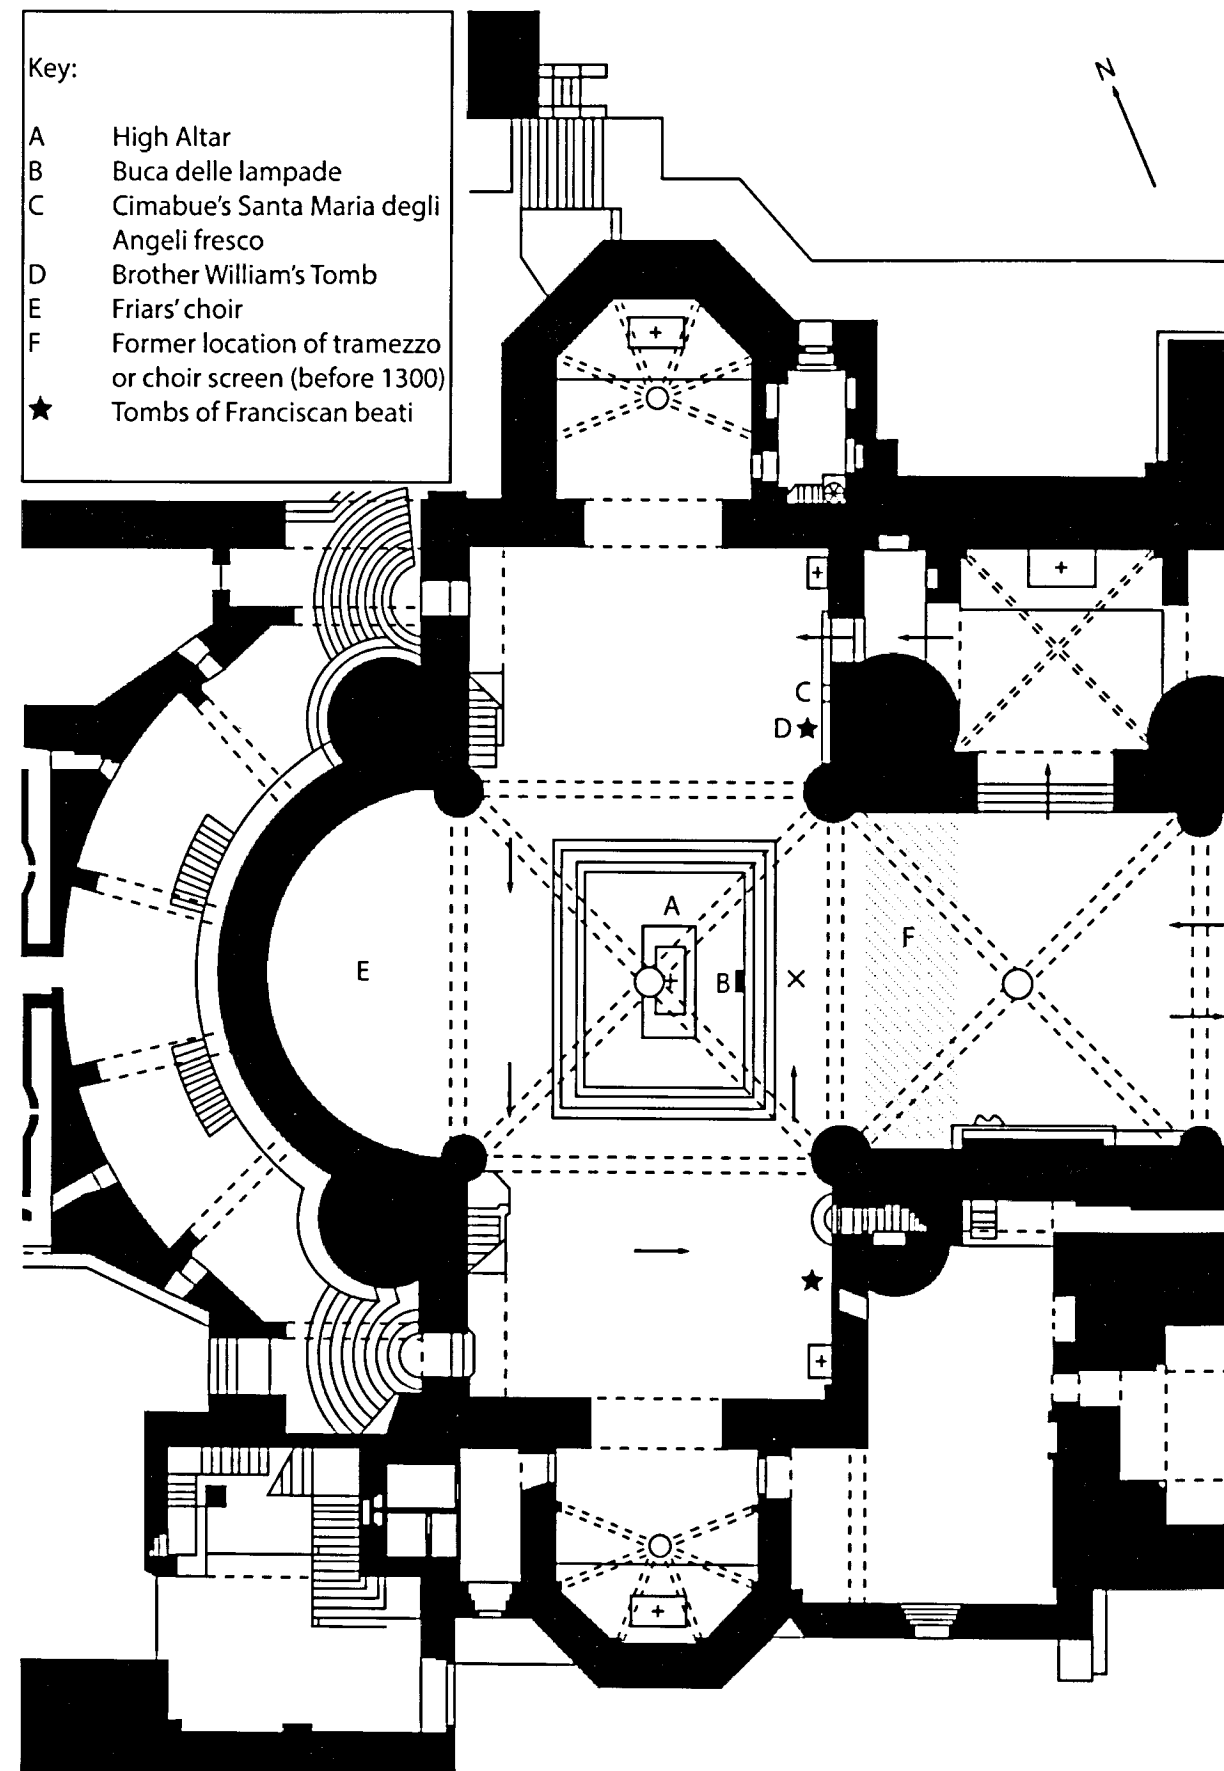 Key:
A High Altar
B Buca delle lampade
C Cimabue's Santa Maria degli
Angeli fresco
D Brother William's Tomb
E Friars' choir
F Former location of tramezzo
or choir screen (before 1300)
★ Tombs of Franciscan beati
N
C
D ★
A
F
E
B ×
★